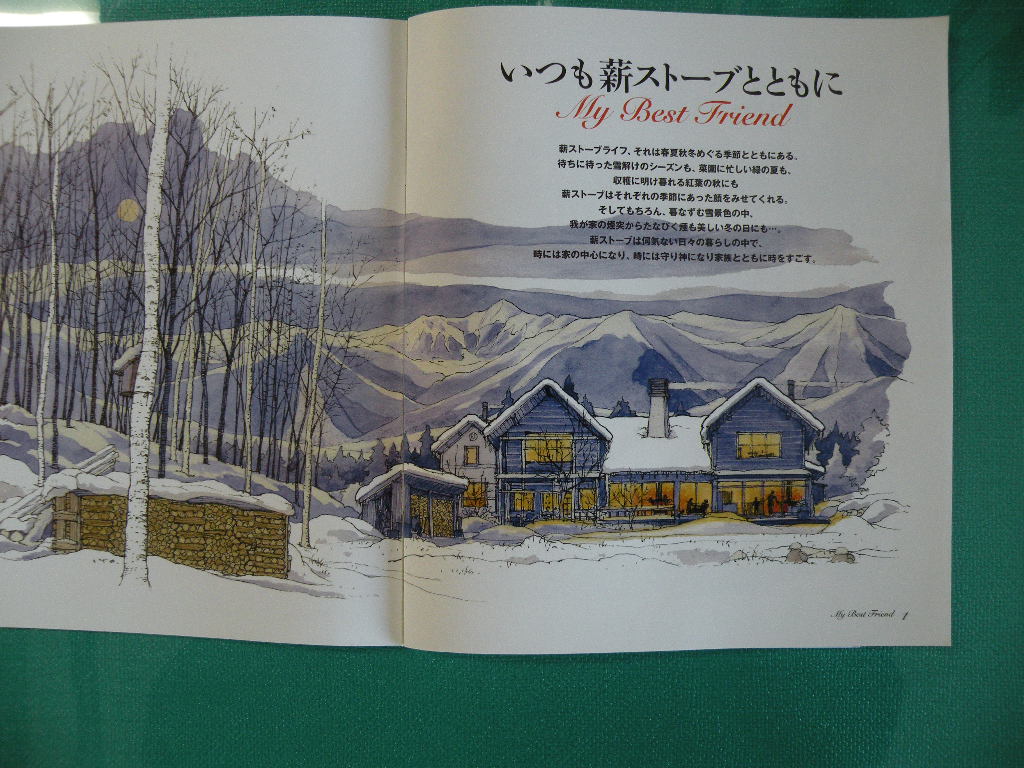 いつも薪ストーブとともに
My Best Friend
薪ストーブライフ、それは春夏秋冬めぐる季節とともにある。
待ちに待った雪解けのシーズンも、菜園に忙しい緑の夏も、
収穫に明け暮れる紅葉の秋にも
薪ストーブはそれぞれの季節にあった顔をみせてくれる。
そしてもちろん、暮なずむ雪景色の中、
我が家の煙突からたなびく煙も美しい冬の日にも…。
薪ストーブは何気ない日々の暮らしの中で、
時には家の中心になり、時には守り神になり家族とともに時をすごす。
My Best Friend 1